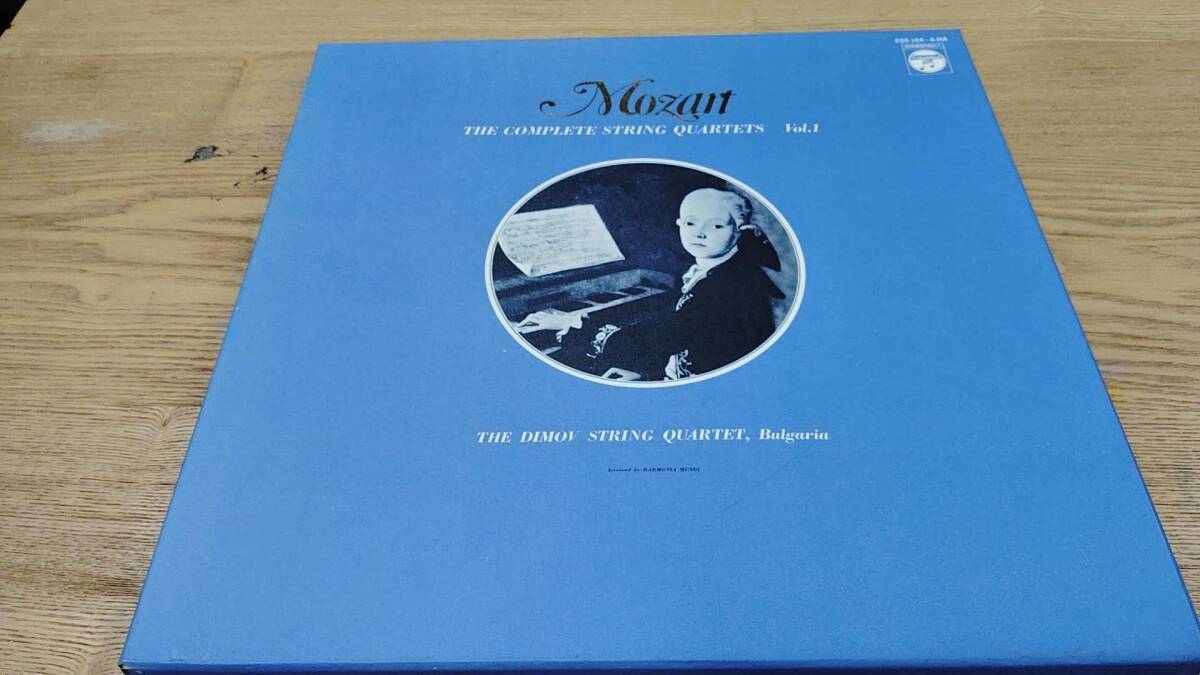 Mozart
THE COMPLETE STRING QUARTETS Vol.1
THE DIMOV STRING QUARTET, Bulgaria
licensed by HARMONIA MUNDI